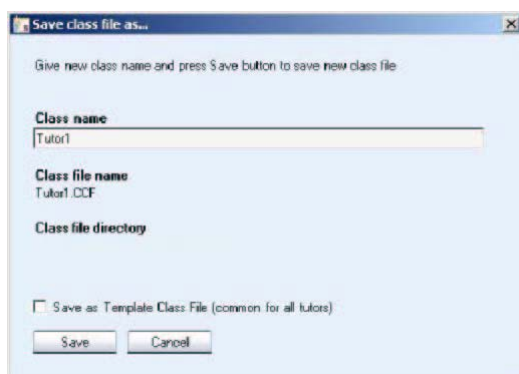 Save class file as...
Give new class name and press Save button to save new class file
Class name
Tutor1
Class file name
Tutor1.CCF
Class file directory
Save as Template Class File (common for all tutors)
Save Cancel